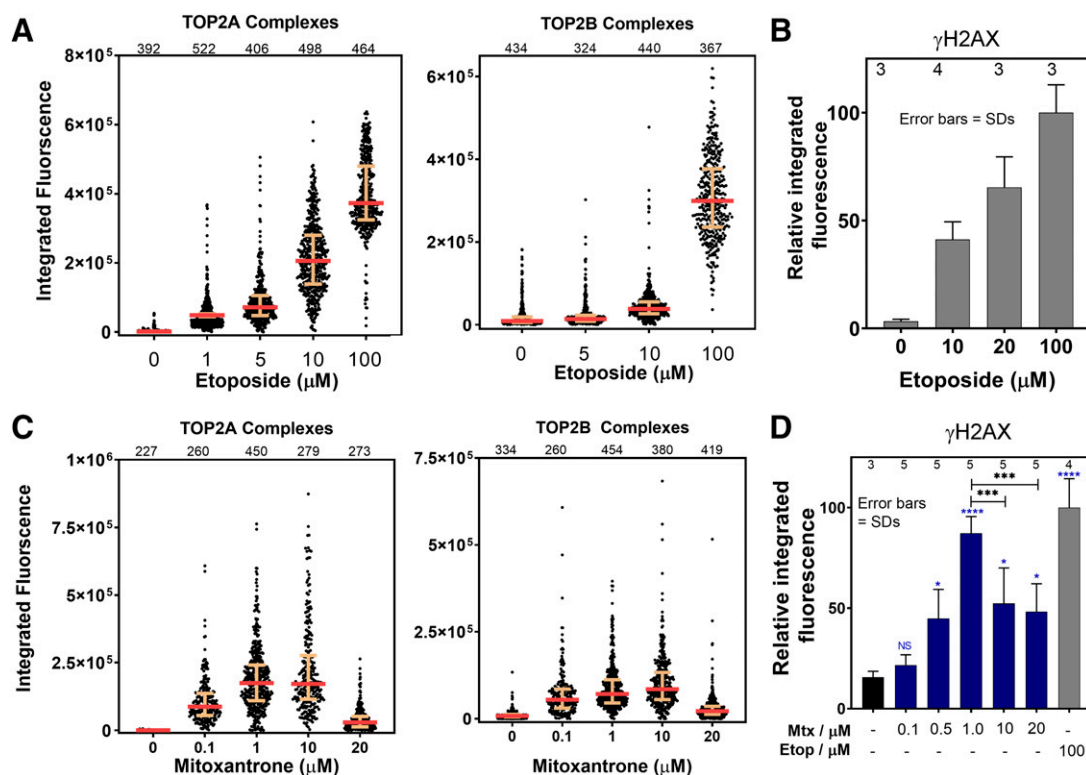 A
TOP2A Complexes
392 522 406 498 464
Integrated Fluorescence
8×10⁵
6×10⁵
4×10⁵
2×10⁵
0
0 1 5 10 100
Etoposide (μM)
TOP2B Complexes
434 324 440 367
6×10⁵
4×10⁵
2×10⁵
0
0 5 10 100
Etoposide (μM)
B
γH2AX
3 4 3 3
Error bars = SDs
Relative integrated
fluorescence
100
50
0
0 10 20 100
Etoposide (μM)
C
TOP2A Complexes
227 260 450 279 273
Integrated Fluorescence
1×10⁶
7.5×10⁵
5×10⁵
2.5×10⁵
0
0 0.1 1 10 20
Mitoxantrone (μM)
TOP2B Complexes
334 260 454 380 419
7.5×10⁵
5×10⁵
2.5×10⁵
0
0 0.1 1 10 20
Mitoxantrone (μM)
D
γH2AX
3 5 5 5 5 5 4
Error bars
= SDs
Relative integrated
fluorescence
100
50
0
NS * **** * * ****
*** ***
Mtx / μM - 0.1 0.5 1.0 10 20 -
Etop / μM - - - - - - 100